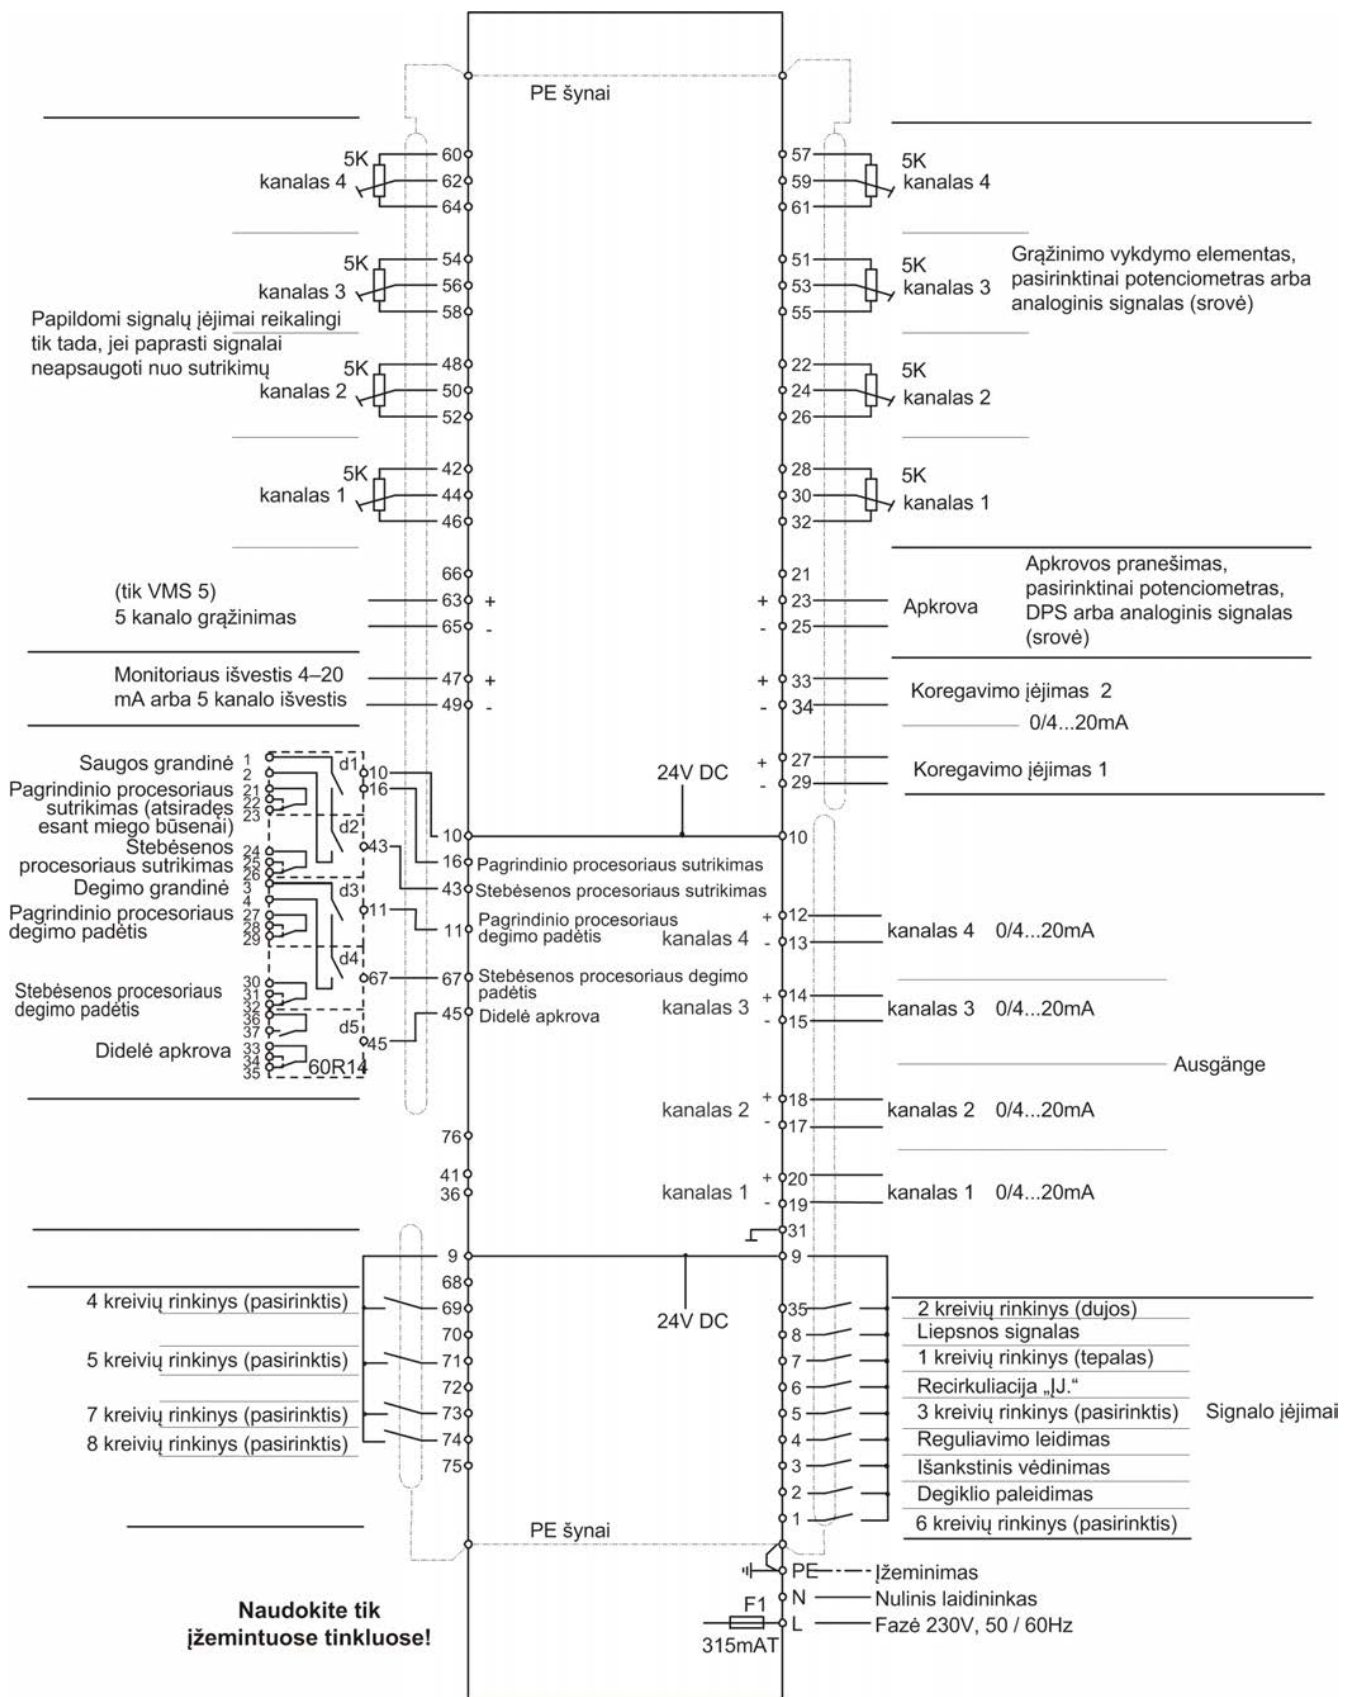 PE šynai
5K
kanalas 4
60
62
64
57
59
61
5K
kanalas 4
5K
kanalas 3
54
56
58
51
53
55
5K
kanalas 3
Grąžinimo vykdymo elementas,
pasirinktinai potenciometras arba
analoginis signalas (srovė)
Papildomi signalų įėjimai reikalingi
tik tada, jei paprasti signalai
neapsaugoti nuo sutrikimų
5K
kanalas 2
48
50
52
22
24
26
5K
kanalas 2
5K
kanalas 1
42
44
46
28
30
32
5K
kanalas 1
66
21
(tik VMS 5)
5 kanalo grąžinimas
63 +
65 -
+ 23
- 25
Apkrova
Apkrovos pranešimas,
pasirinktinai potenciometras,
DPS arba analoginis signalas
(srovė)
Monitoriaus išvestis 4–20
mA arba 5 kanalo išvestis
47 +
49 -
+ 33
- 34
Koregavimo įėjimas 2
0/4...20mA
+ 27
- 29
Koregavimo įėjimas 1
24V DC
Saugos grandinė
1
2
Pagrindinio procesoriaus
sutrikimas (atsiradęs
esant miego būsenai)
21
22
23
Stebėsenos
procesoriaus sutrikimas
24
25
26
Degimo grandinė
3
4
Pagrindinio procesoriaus
degimo padėtis
27
28
29
Stebėsenos procesoriaus
degimo padėtis
30
31
32
36
37
Didelė apkrova
33
34
35
d1
10
16
d2
43
d3
11
d4
67
d5
45
60R14
10
10
16 Pagrindinio procesoriaus sutrikimas
43 Stebėsenos procesoriaus sutrikimas
11 Pagrindinio procesoriaus
degimo padėtis
67 Stebėsenos procesoriaus degimo
padėtis
45 Didelė apkrova
kanalas 4
+ 12
- 13
kanalas 4 0/4...20mA
kanalas 3
+ 14
- 15
kanalas 3 0/4...20mA
Ausgänge
kanalas 2
+ 18
- 17
kanalas 2 0/4...20mA
76
41
36
kanalas 1
+ 20
- 19
kanalas 1 0/4...20mA
31
9
9
24V DC
68
4 kreivių rinkinys (pasirinktis)
69
70
5 kreivių rinkinys (pasirinktis)
71
72
7 kreivių rinkinys (pasirinktis)
73
8 kreivių rinkinys (pasirinktis)
74
75
35 2 kreivių rinkinys (dujos)
8 Liepsnos signalas
7 1 kreivių rinkinys (tepalas)
6 Recirkuliacija „ĮJ.“
5 3 kreivių rinkinys (pasirinktis)
Signalo įėjimai
4 Reguliavimo leidimas
3 Išankstinis vėdinimas
2 Degiklio paleidimas
1 6 kreivių rinkinys (pasirinktis)
PE šynai
PE Įžeminimas
N Nulinis laidininkas
F1
L Fazė 230V, 50 / 60Hz
315mAT
Naudokite tik
įžemintuose tinkluose!